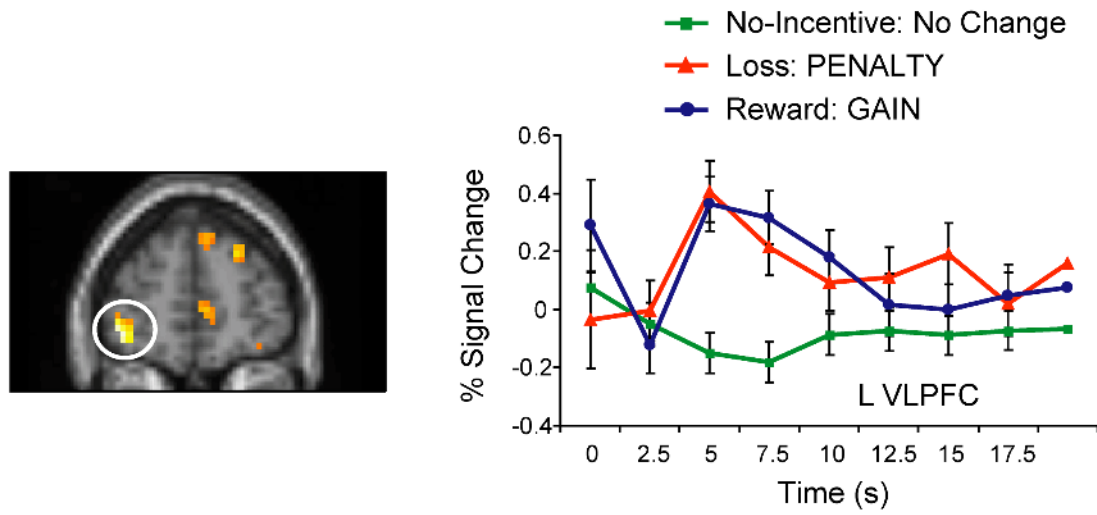 No-Incentive: No Change
Loss: PENALTY
Reward: GAIN
% Signal Change
0.6
0.4
0.2
0
-0.2
-0.4
L VLPFC
0 2.5 5 7.5 10 12.5 15 17.5
Time (s)